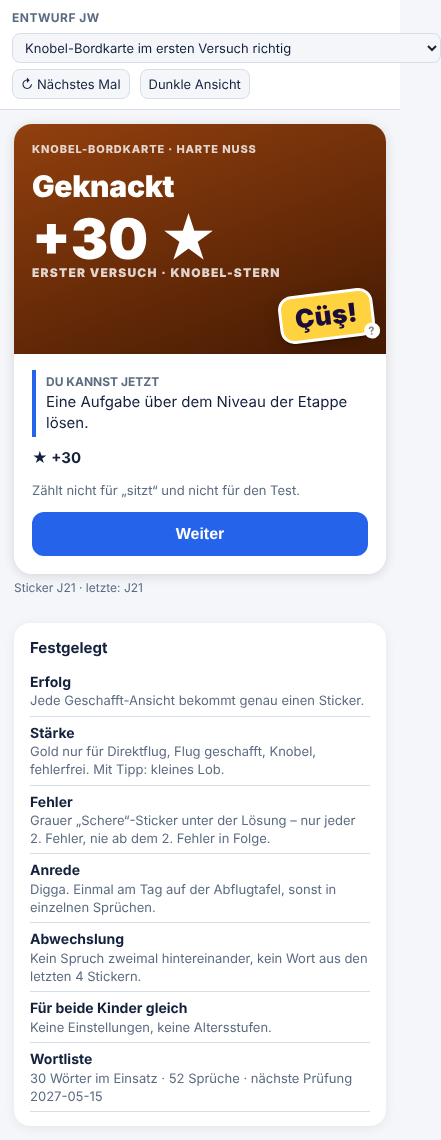 ENTWURF JW
Knobel-Bordkarte im ersten Versuch richtig
↻ Nächstes Mal
Dunkle Ansicht
KNOBEL-BORDKARTE · HARTE NUSS
Geknackt
+30 ★
ERSTER VERSUCH · KNOBEL-STERN
Çüş!
?
DU KANNST JETZT
Eine Aufgabe über dem Niveau der Etappe
lösen.
★ +30
Zählt nicht für „sitzt“ und nicht für den Test.
Weiter
Sticker J21 · letzte: J21
Festgelegt
Erfolg
Jede Geschafft-Ansicht bekommt genau einen Sticker.
Stärke
Gold nur für Direktflug, Flug geschafft, Knobel,
fehlerfrei. Mit Tipp: kleines Lob.
Fehler
Grauer „Schere“-Sticker unter der Lösung – nur jeder
2. Fehler, nie ab dem 2. Fehler in Folge.
Anrede
Digga. Einmal am Tag auf der Abflugtafel, sonst in
einzelnen Sprüchen.
Abwechslung
Kein Spruch zweimal hintereinander, kein Wort aus den
letzten 4 Stickern.
Für beide Kinder gleich
Keine Einstellungen, keine Altersstufen.
Wortliste
30 Wörter im Einsatz · 52 Sprüche · nächste Prüfung
2027-05-15